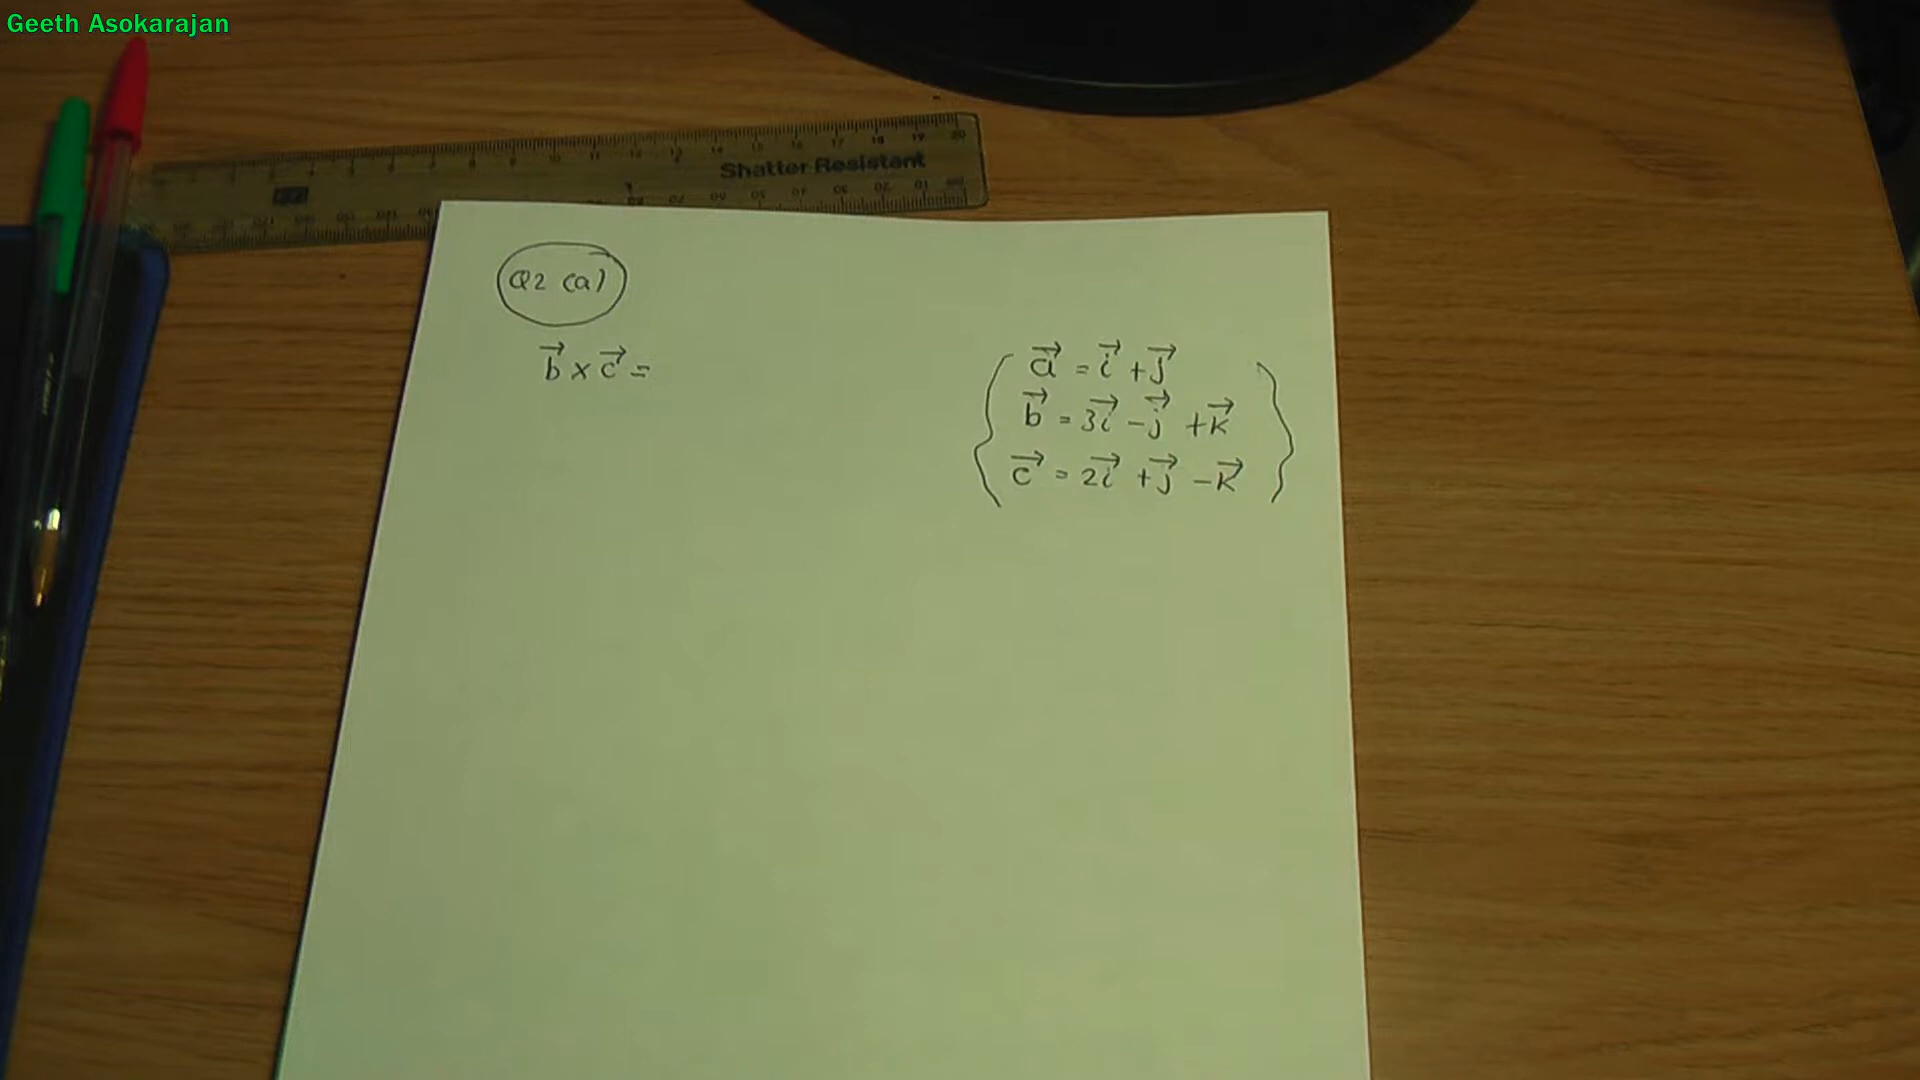 Geeth Asokarajan
Shatter Resistant
Q2 (a)
b⃗ × c⃗ =
a⃗ = i⃗ + j⃗
b⃗ = 3i⃗ - j⃗ + k⃗
c⃗ = 2i⃗ + j⃗ - k⃗